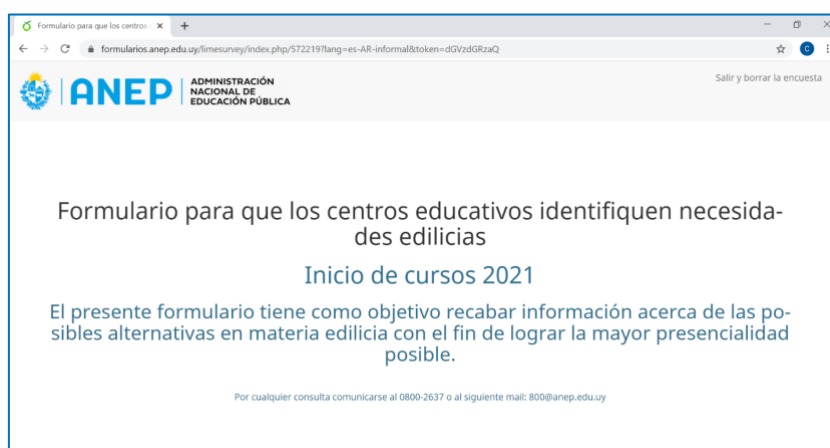 Formulario para que los centros
formularios.anep.edu.uy/limesurvey/index.php/572219?lang=es-AR-informal&token=dGVzdGRzaQ
C
ANEP
ADMINISTRACIÓN
NACIONAL DE
EDUCACIÓN PÚBLICA
Salir y borrar la encuesta
Formulario para que los centros educativos identifiquen necesida-
des edilicias
Inicio de cursos 2021
El presente formulario tiene como objetivo recabar información acerca de las po-
sibles alternativas en materia edilicia con el fin de lograr la mayor presencialidad
posible.
Por cualquier consulta comunicarse al 0800-2637 o al siguiente mail: 800@anep.edu.uy